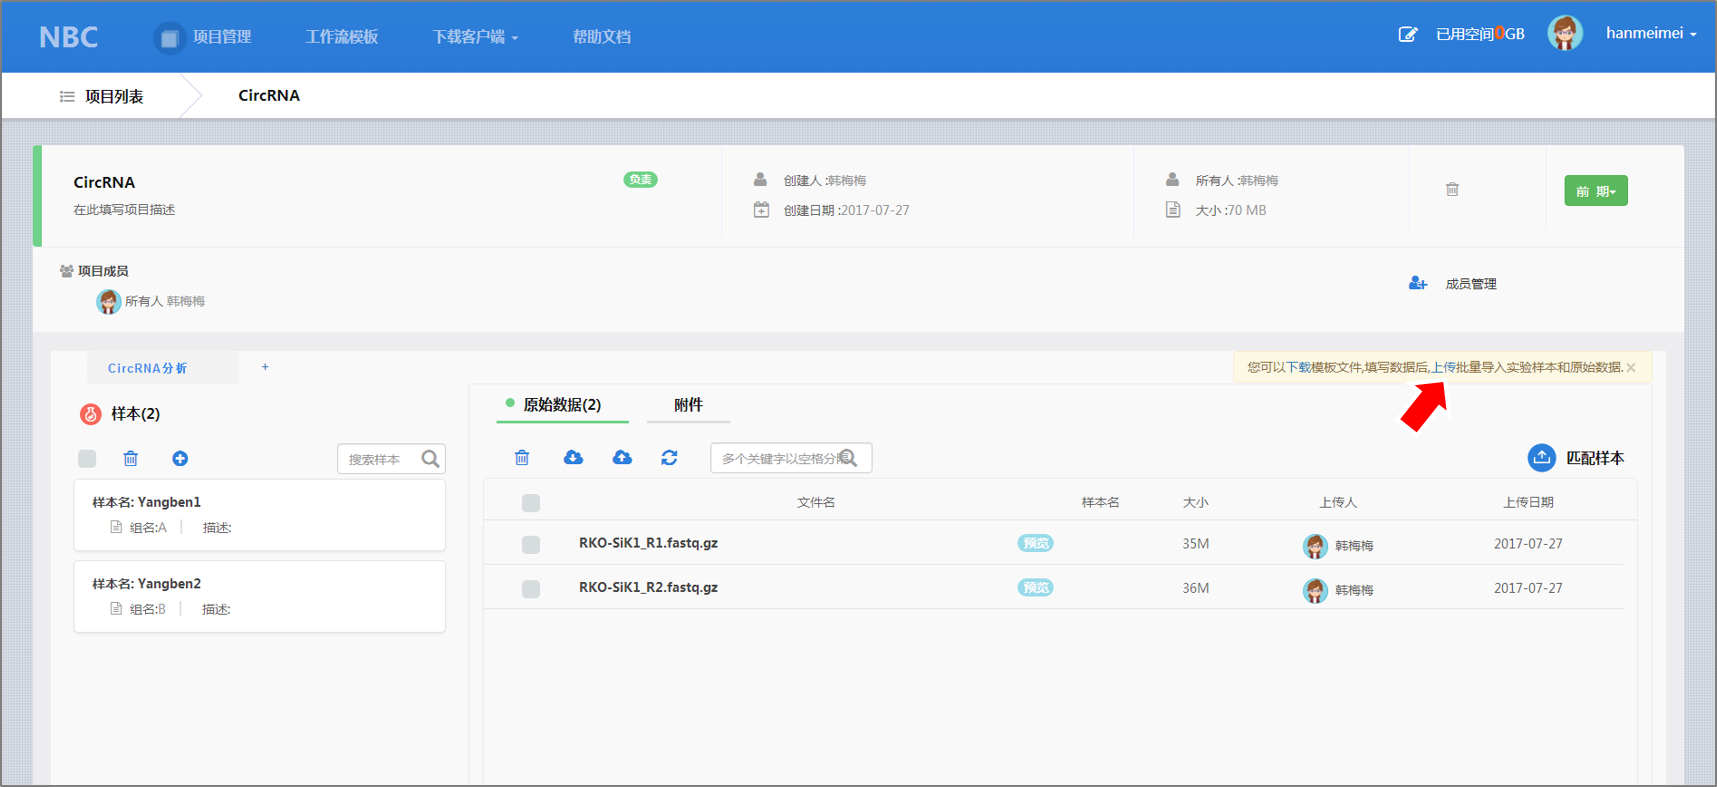 NBC 项目管理 工作流模板 下载客户端 帮助文档 已用空间0GB hanmeimei
项目列表 CircRNA
CircRNA 负责 创建人 :韩梅梅 所有人 :韩梅梅 前 期
在此填写项目描述 创建日期 :2017-07-27 大小 :70 MB
项目成员
所有人 韩梅梅 成员管理
CircRNA分析 + 您可以下载模板文件,填写数据后,上传批量导入实验样本和原始数据. ×
样本(2) 原始数据(2) 附件
搜索样本 多个关键字以空格分隔 匹配样本
文件名 样本名 大小 上传人 上传日期
样本名: Yangben1
组名:A 描述:
RKO-SiK1_R1.fastq.gz 预览 35M 韩梅梅 2017-07-27
样本名: Yangben2
组名:B 描述:
RKO-SiK1_R2.fastq.gz 预览 36M 韩梅梅 2017-07-27